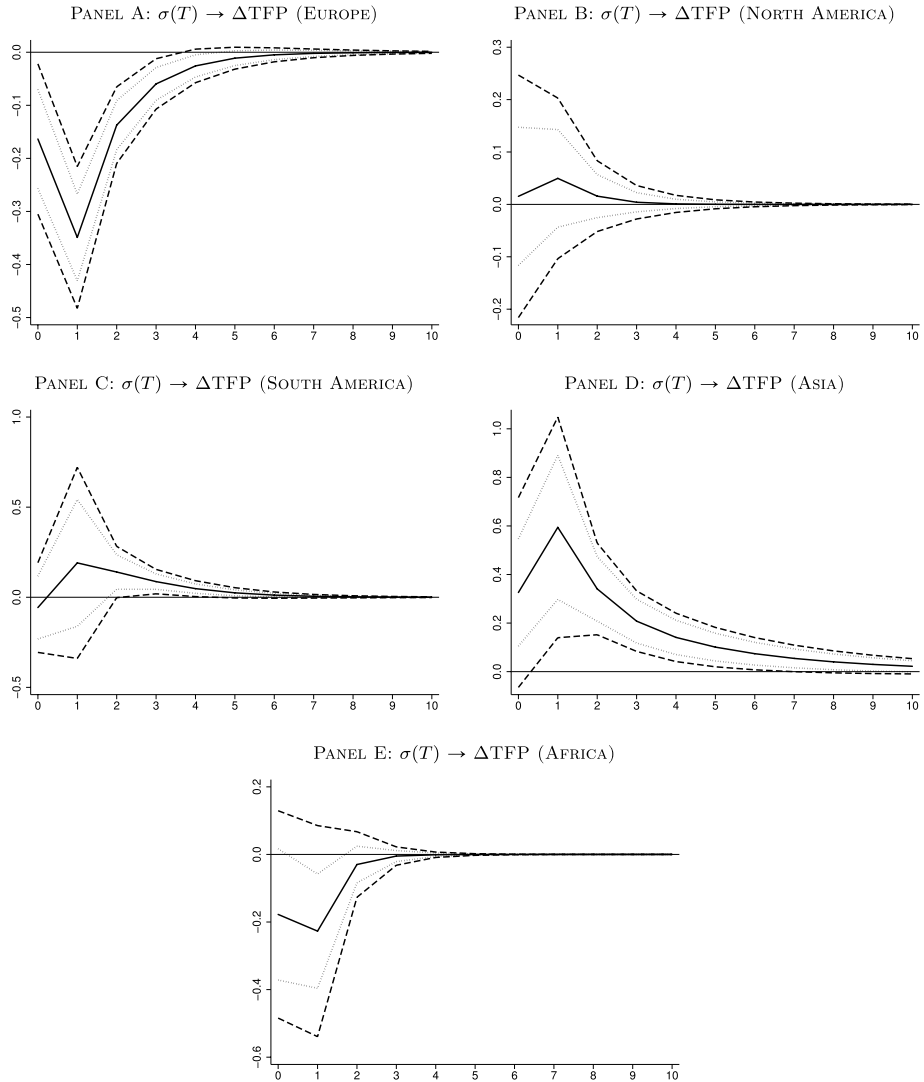 PANEL A: σ(T) → ΔTFP (EUROPE)
PANEL B: σ(T) → ΔTFP (NORTH AMERICA)
0.0
−0.1
−0.2
−0.3
−0.4
−0.5
0 1 2 3 4 5 6 7 8 9 10
0.3
0.2
0.1
0.0
−0.1
−0.2
0 1 2 3 4 5 6 7 8 9 10
PANEL C: σ(T) → ΔTFP (SOUTH AMERICA)
PANEL D: σ(T) → ΔTFP (ASIA)
1.0
0.5
0.0
−0.5
0 1 2 3 4 5 6 7 8 9 10
1.0
0.8
0.6
0.4
0.2
0.0
0 1 2 3 4 5 6 7 8 9 10
PANEL E: σ(T) → ΔTFP (AFRICA)
0.2
0.0
−0.2
−0.4
−0.6
0 1 2 3 4 5 6 7 8 9 10